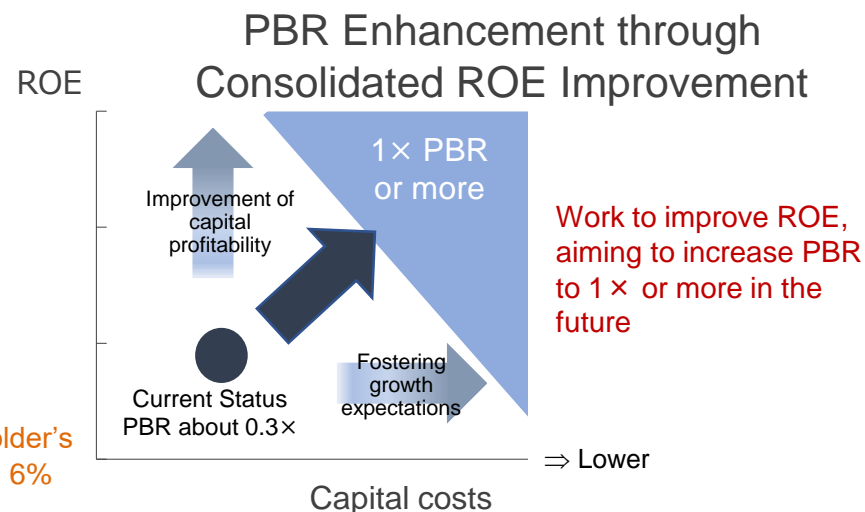 PBR Enhancement through
Consolidated ROE Improvement
ROE
1× PBR
or more
Improvement of
capital
profitability
Work to improve ROE,
aiming to increase PBR
to 1× or more in the
future
Fostering
growth
expectations
Current Status
PBR about 0.3×
older's
6%
⇒ Lower
Capital costs